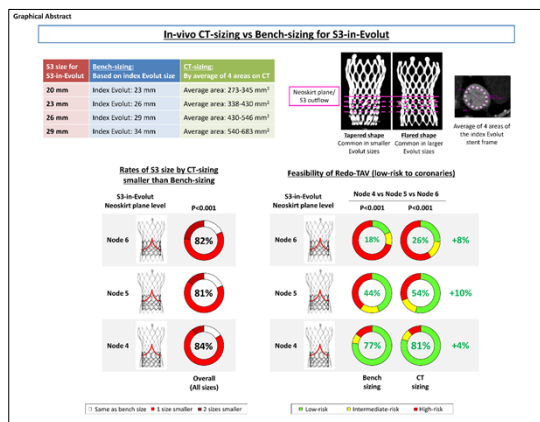 Graphical Abstract
In-vivo CT-sizing vs Bench-sizing for S3-in-Evolut
S3 size for S3-in-Evolut
Bench-sizing: Based on index Evolut size
CT-sizing: By average of 4 areas on CT
20 mm Index Evolut: 23 mm Average area: 273-345 mm²
23 mm Index Evolut: 26 mm Average area: 338-430 mm²
26 mm Index Evolut: 29 mm Average area: 430-546 mm²
29 mm Index Evolut: 34 mm Average area: 540-683 mm²
Neoskirt plane/
S3 outflow
Tapered shape
Common in smaller
Evolut sizes
Flared shape
Common in larger
Evolut sizes
Average of 4 areas of
the index Evolut
stent frame
Rates of S3 size by CT-sizing
smaller than Bench-sizing
S3-in-Evolut
Neoskirt plane level
P<0.001
Node 6
82%
Node 5
81%
Node 4
84%
Overall
(All sizes)
Same as bench size 1 size smaller 2 sizes smaller
Feasibility of Redo-TAV (low-risk to coronaries)
Node 4 vs Node 5 vs Node 6
S3-in-Evolut
Neoskirt plane level
P<0.001 P<0.001
Node 6
18% 26% +8%
Node 5
44% 54% +10%
Node 4
77% 81% +4%
Bench
sizing
CT
sizing
Low-risk Intermediate-risk High-risk